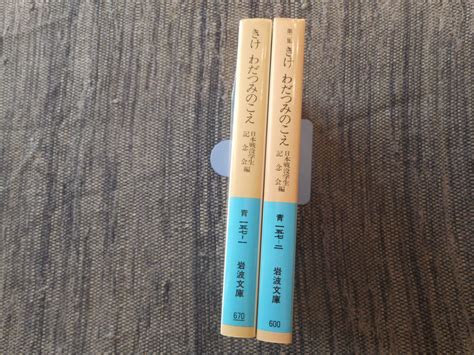 きけ わだつみのこえ
日本戦没学生
記念会編
青 一五七-一
岩波文庫
670
第二集 きけ わだつみのこえ
日本戦没学生
記念会編
青 一五七-二
岩波文庫
600